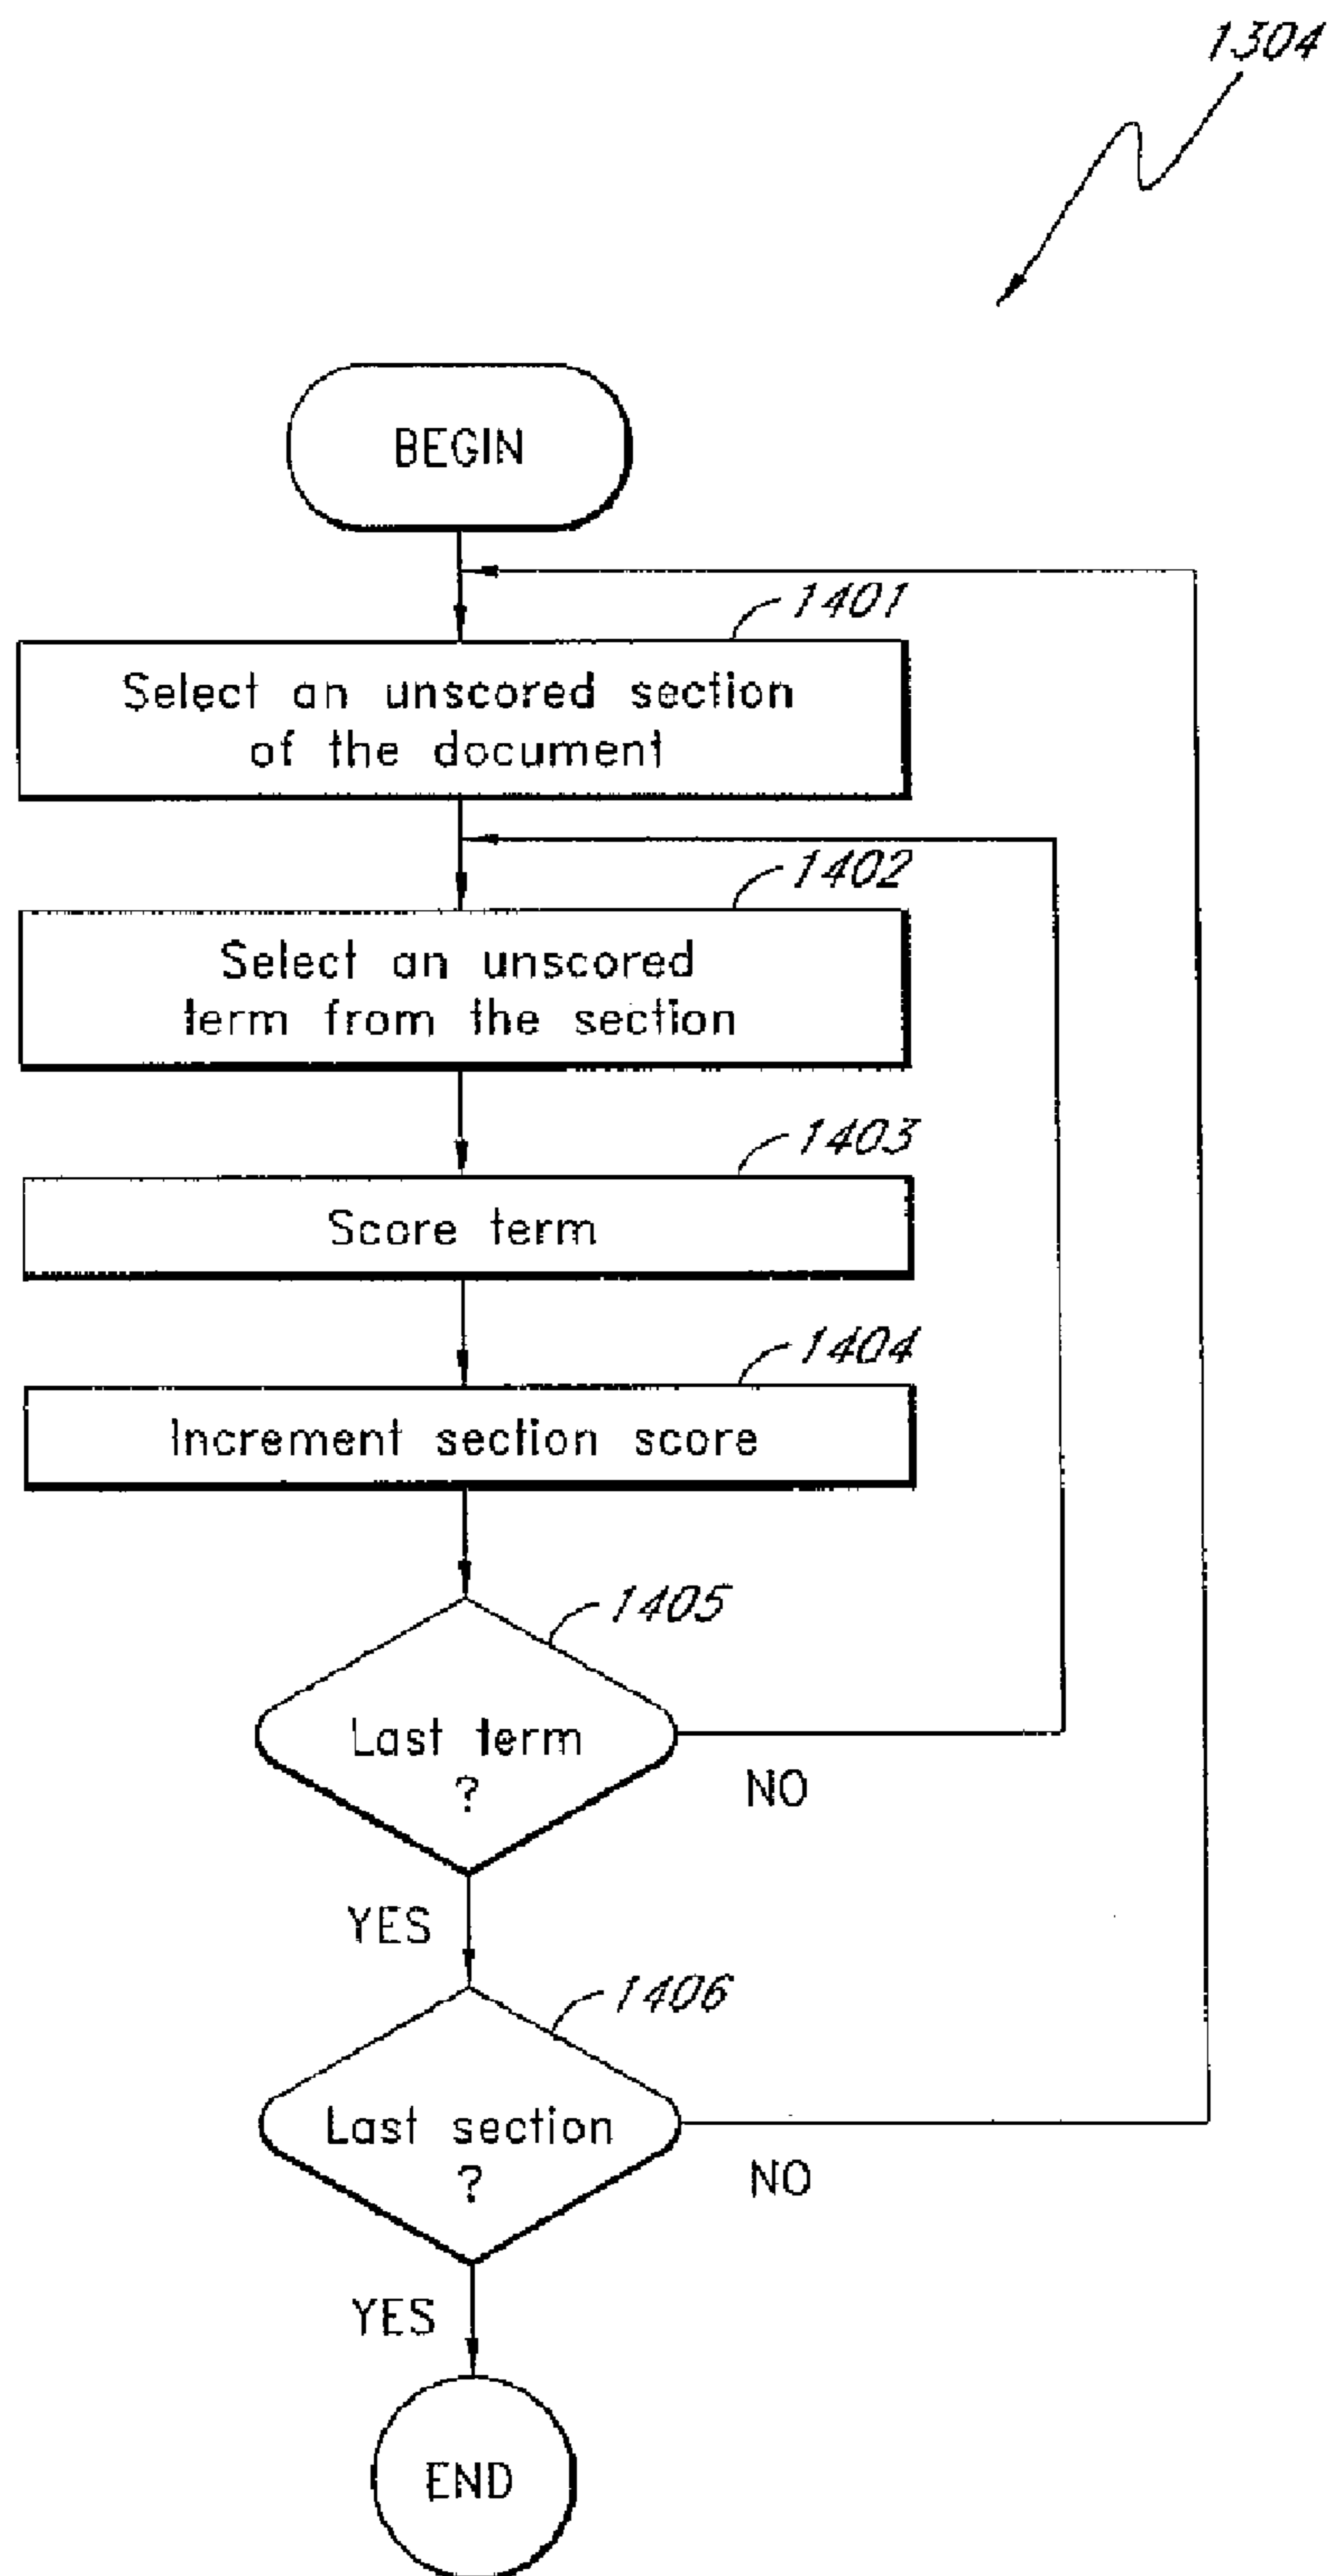 1304
BEGIN
1401
Select an unscored section
of the document
1402
Select an unscored
term from the section
1403
Score term
1404
Increment section score
1405
Last term
?
NO
YES
1406
Last section
?
NO
YES
END